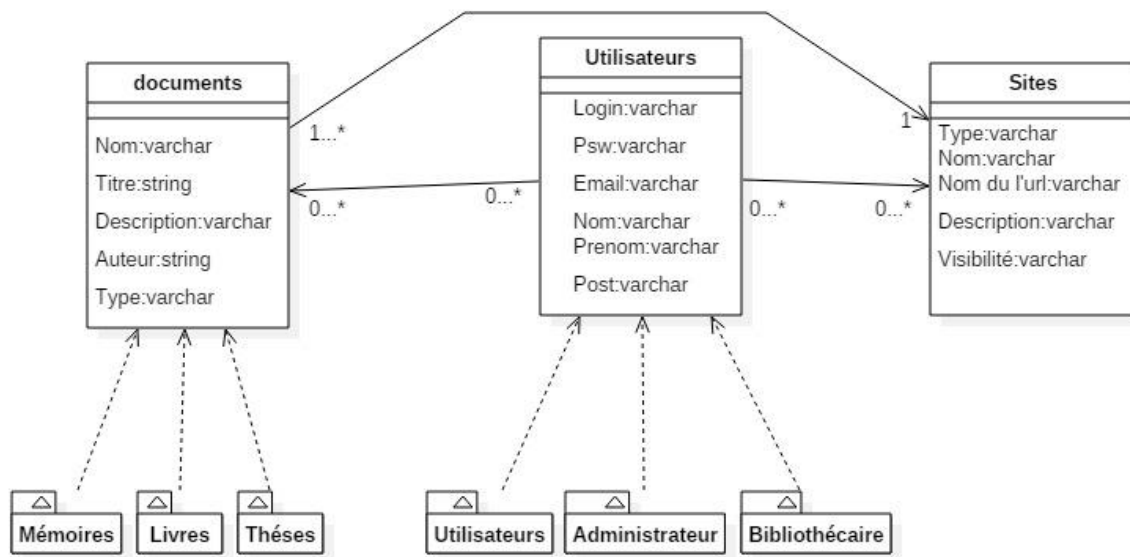 documents
Nom:varchar
Titre:string
Description:varchar
Auteur:string
Type:varchar
Utilisateurs
Login:varchar
Psw:varchar
Email:varchar
Nom:varchar
Prenom:varchar
Post:varchar
Sites
Type:varchar
Nom:varchar
Nom du l'url:varchar
Description:varchar
Visibilité:varchar
1...*
1
0...*
0...*
0...*
0...*
Mémoires
Livres
Théses
Utilisateurs
Administrateur
Bibliothécaire